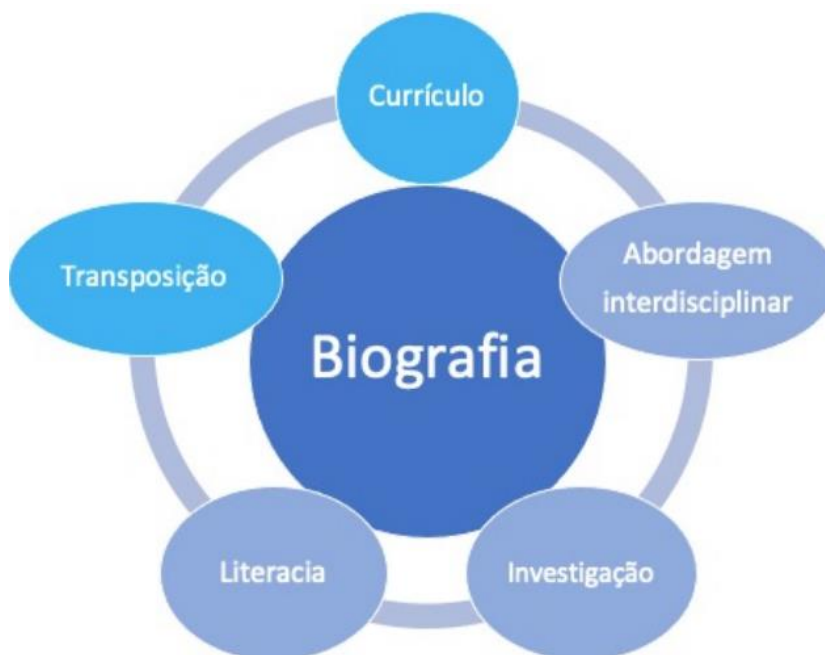 Currículo
Abordagem
interdisciplinar
Transposição
Biografia
Literacia
Investigação